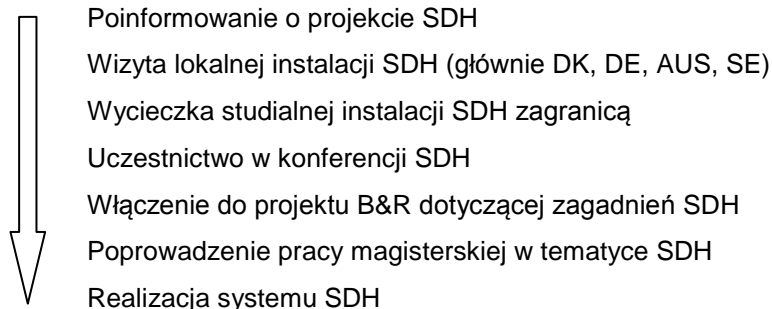 Poinformowanie o projekcie SDH
Wizyta lokalnej instalacji SDH (głównie DK, DE, AUS, SE)
Wycieczka studialnej instalacji SDH zagranicą
Uczestnictwo w konferencji SDH
Włączenie do projektu B&R dotyczącej zagadnień SDH
Poprowadzenie pracy magisterskiej w tematyce SDH
Realizacja systemu SDH